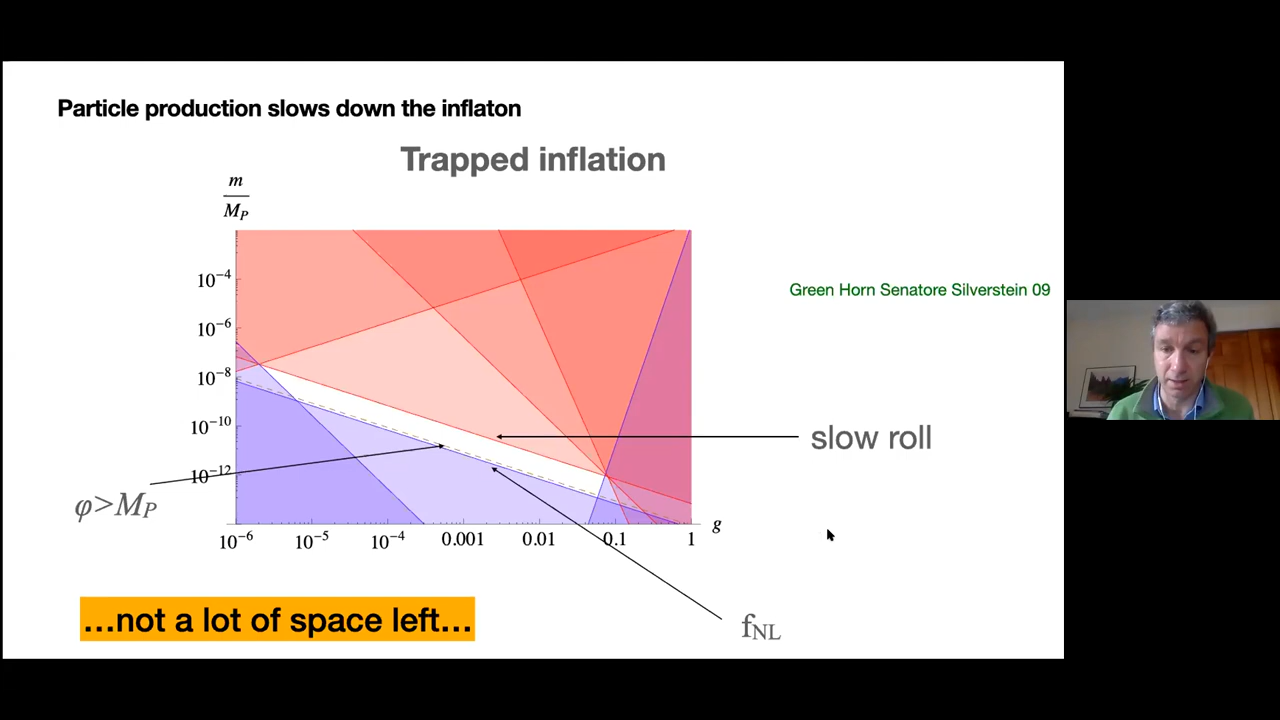 Particle production slows down the inflaton
Trapped inflation
m
M_P
10^-4
10^-6
10^-8
10^-10
10^-12
Green Horn Senatore Silverstein 09
slow roll
φ>M_P
g
10^-6 10^-5 10^-4 0.001 0.01 0.1 1
…not a lot of space left…
f_NL